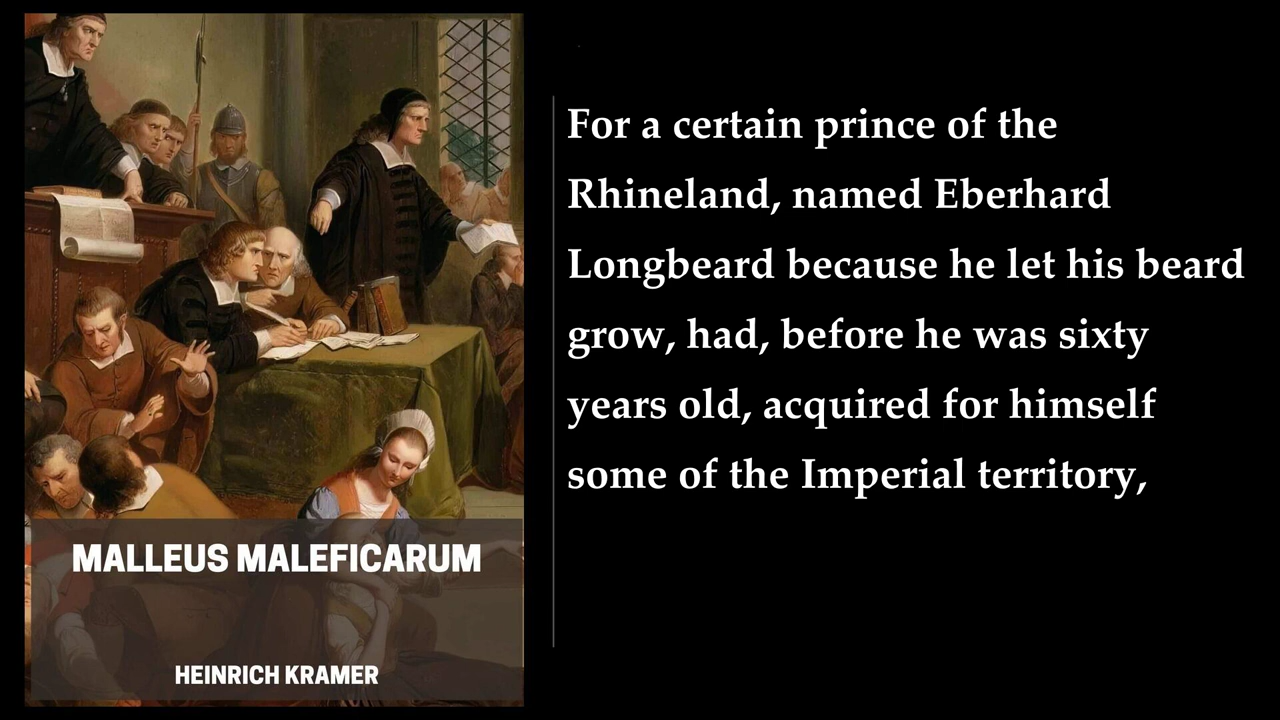 MALLEUS MALEFICARUM
HEINRICH KRAMER
For a certain prince of the
Rhineland, named Eberhard
Longbeard because he let his beard
grow, had, before he was sixty
years old, acquired for himself
some of the Imperial territory,